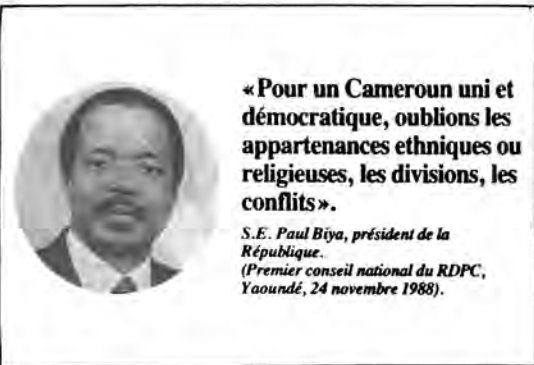 «Pour un Cameroun uni et
démocratique, oublions les
appartenances ethniques ou
religieuses, les divisions, les
conflits».
S.E. Paul Biya, président de la
République.
(Premier conseil national du RDPC,
Yaoundé, 24 novembre 1988).